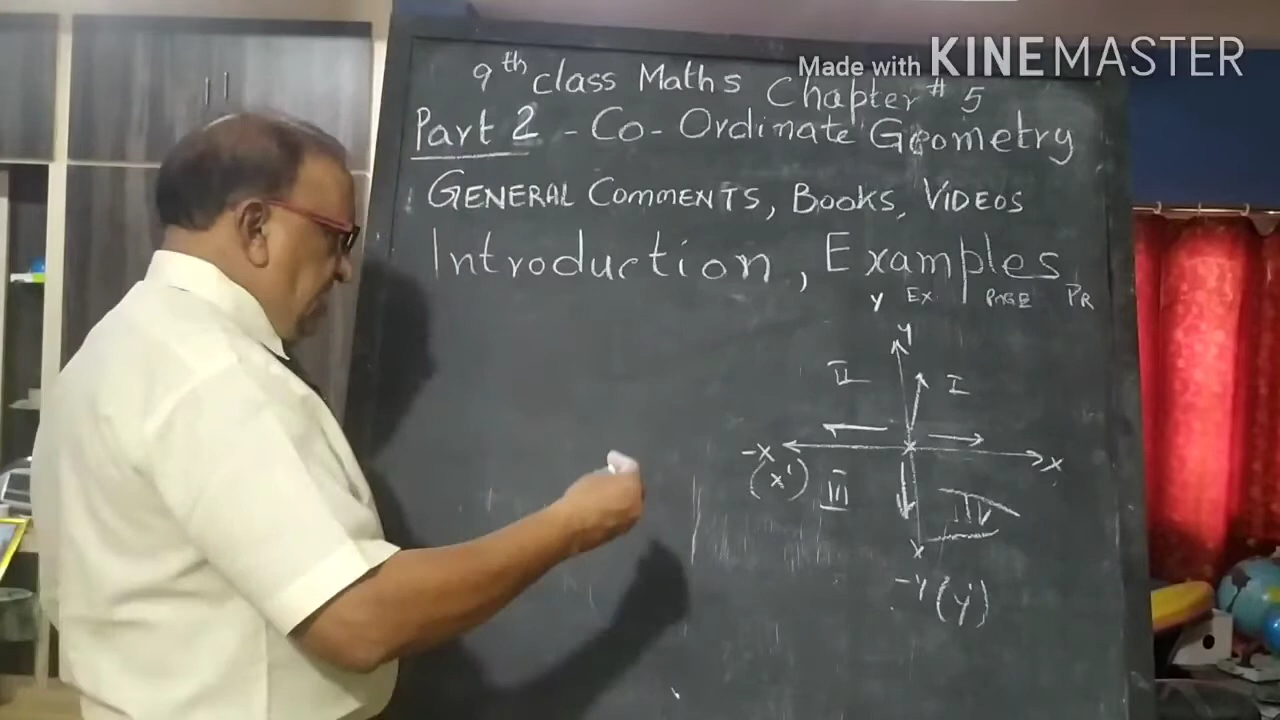 Made with KINEMASTER
9th Class Maths Chapter # 5
Part 2 - Co-Ordinate Geometry
GENERAL COMMENTS, BOOKS, VIDEOS
Introduction, Examples
Y Ex PAGE PR
Y
II I
-X X
(X') III IV
-Y (Y')